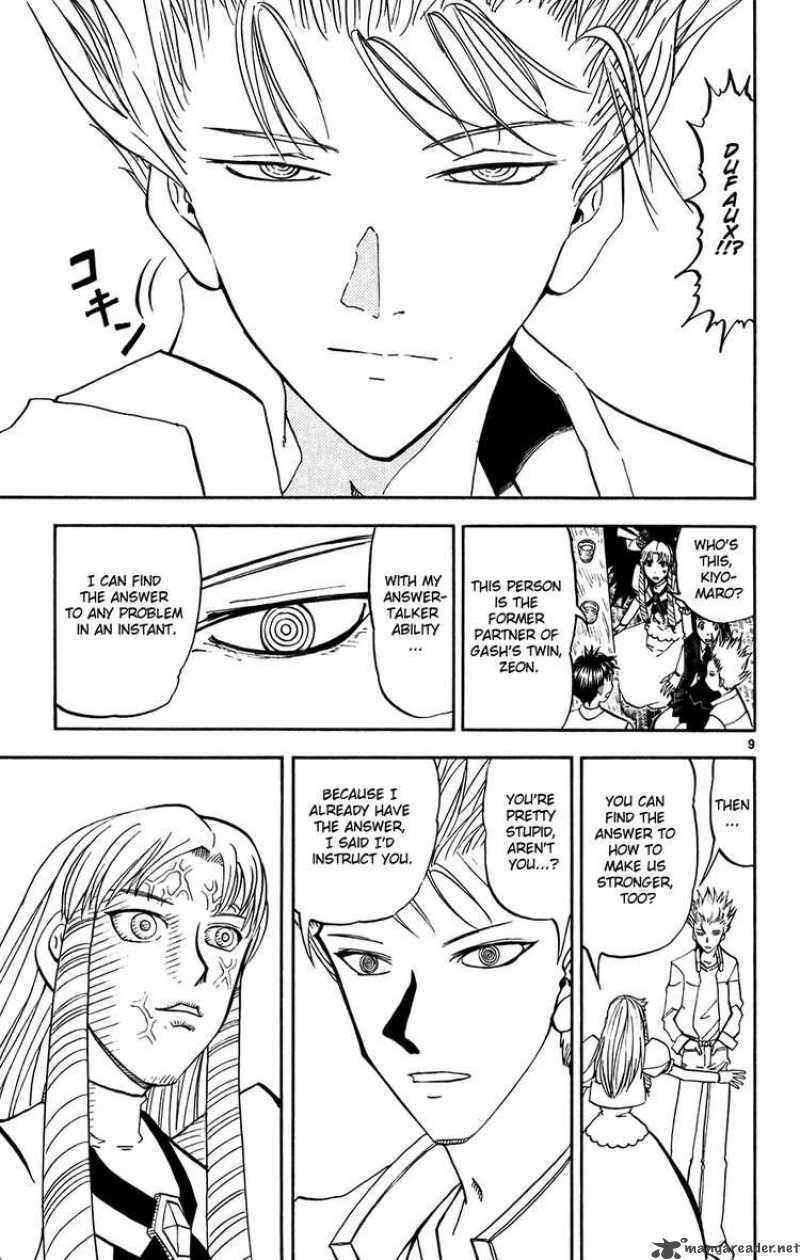 DUFAUX!!?
コキン
WHO'S
THIS,
KIYO-
MARO?
THIS PERSON
IS THE
FORMER
PARTNER OF
GASH'S TWIN,
ZEON.
WITH MY
ANSWER-
TALKER
ABILITY
...
I CAN FIND
THE ANSWER
TO ANY PROBLEM
IN AN INSTANT.
9
THEN
...
YOU CAN
FIND THE
ANSWER TO
HOW TO
MAKE US
STRONGER,
TOO?
YOU'RE
PRETTY
STUPID,
AREN'T
YOU...?
BECAUSE I
ALREADY HAVE
THE ANSWER,
I SAID I'D
INSTRUCT YOU.
mangareader.net